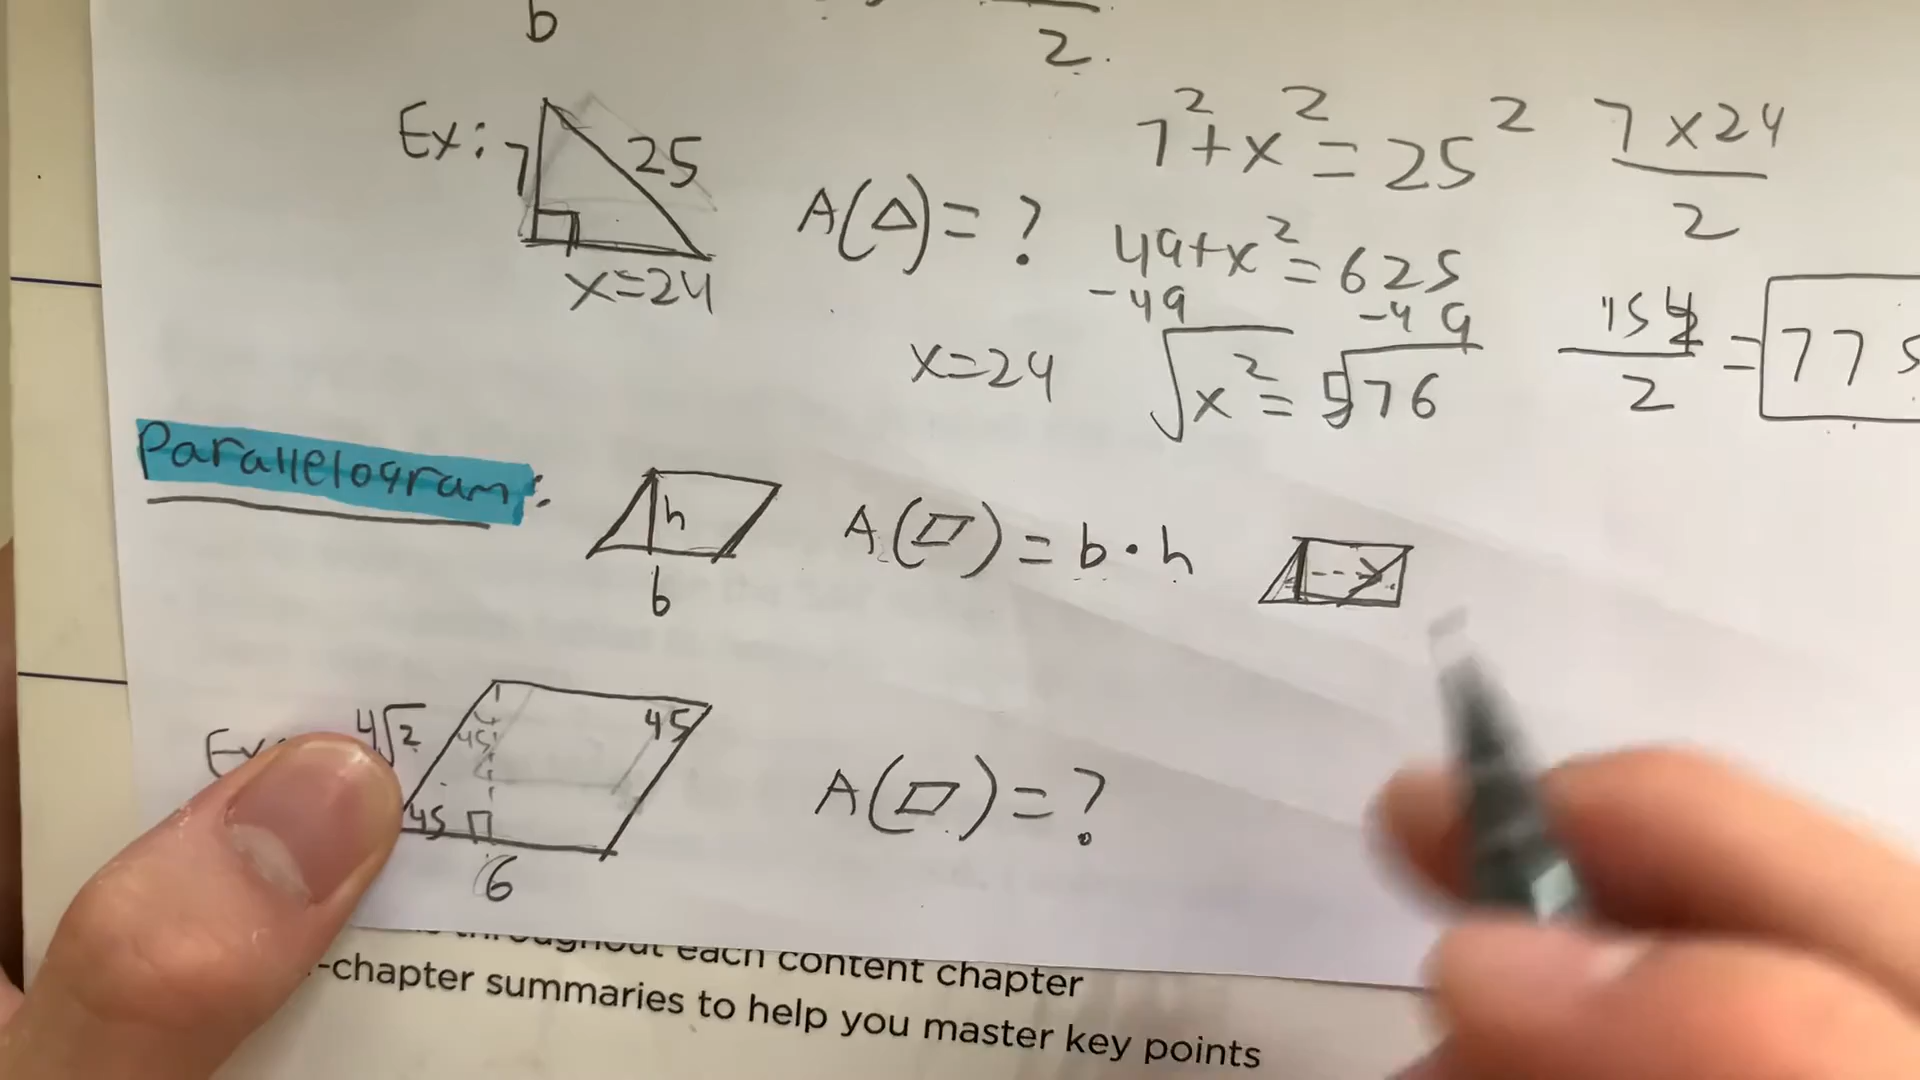 b
2
Ex: 7 25
x=24
A(△)= ?
7²+x²=25²
49+x²=625
-49 -49
√x²=√576
x=24
7x24
2
154
2
= 77 s
Parallelogram:
h
b
A(▱)=b·h
Ex
4√2
45
45
45
6
A(▱)=?
throughout each content chapter
-chapter summaries to help you master key points